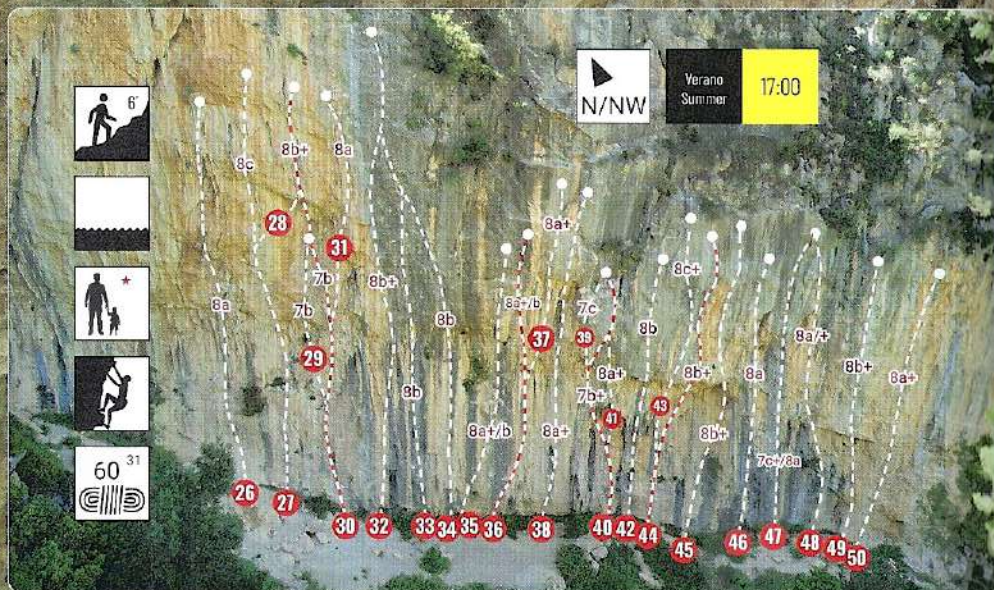 6'
N/NW
Verano
Summer
17:00
8c
8b+
8a
28
31
8a+
8b+
7b
8a+/b
7c
8c+
8a
7b
8b
37
39
8b
8a/+
29
8a+
8b+
8a
8b+
8a+
8b
7b+
41
43
60 31
8a+/b
8a+
8b+
7c+/8a
26
27
30
32
33
34
35
36
38
40
42
44
45
46
47
48
49
50